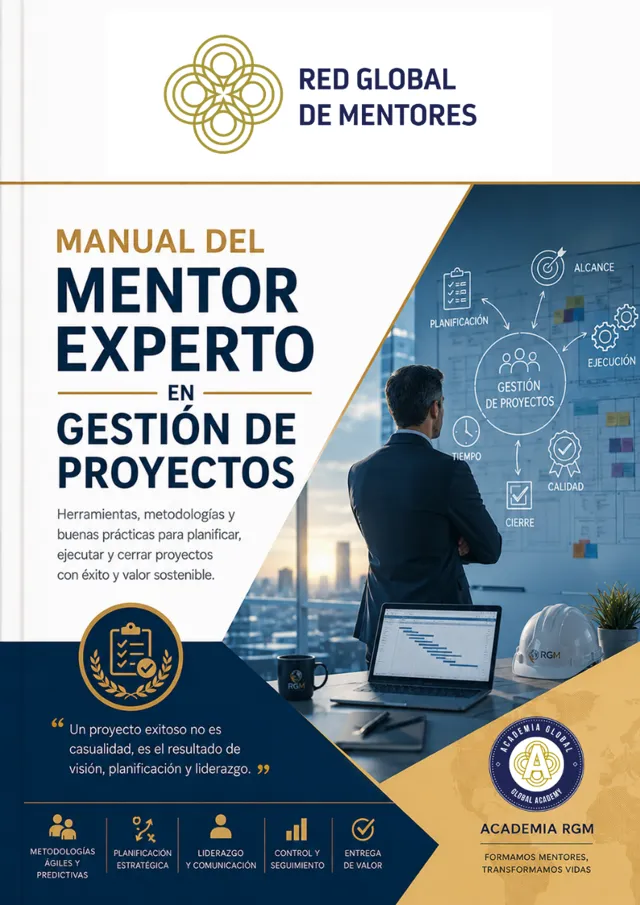 RED GLOBAL
DE MENTORES
MANUAL DEL
MENTOR
EXPERTO
EN
GESTIÓN DE
PROYECTOS
Herramientas, metodologías y
buenas prácticas para planificar,
ejecutar y cerrar proyectos
con éxito y valor sostenible.
ALCANCE
PLANIFICACIÓN
EJECUCIÓN
GESTIÓN
DE PROYECTOS
TIEMPO
CALIDAD
CIERRE
RGM
RGM
“ Un proyecto exitoso no es
casualidad, es el resultado de
visión, planificación y liderazgo. ”
METODOLOGÍAS
ÁGILES Y
PREDICTIVAS
PLANIFICACIÓN
ESTRATÉGICA
LIDERAZGO
Y COMUNICACIÓN
CONTROL Y
SEGUIMIENTO
ENTREGA
DE VALOR
ACADEMIA GLOBAL
A
GLOBAL ACADEMY
ACADEMIA RGM
FORMAMOS MENTORES,
TRANSFORMAMOS VIDAS